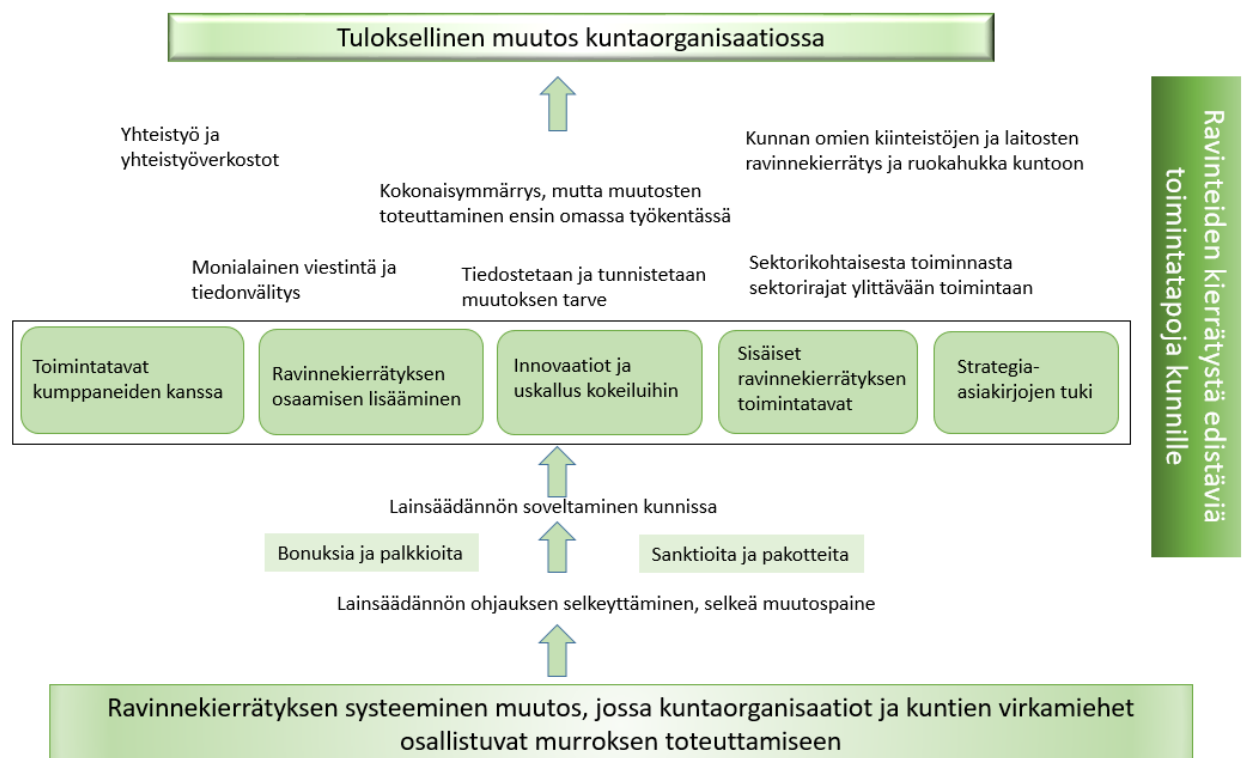 Tuloksellinen muutos kuntaorganisaatiossa
Yhteistyö ja
yhteistyöverkostot
Kunnan omien kiinteistöjen ja laitosten
ravinnekierrätys ja ruokahukka kuntoon
Kokonaisymmärrys, mutta muutosten
toteuttaminen ensin omassa työkentässä
Monialainen viestintä ja
tiedonvälitys
Tiedostetaan ja tunnistetaan
muutoksen tarve
Sektorikohtaisesta toiminnasta
sektorirajat ylittävään toimintaan
Toimintatavat
kumppaneiden kanssa
Ravinnekierrätyksen
osaamisen lisääminen
Innovaatiot ja
uskallus kokeiluihin
Sisäiset
ravinnekierrätyksen
toimintatavat
Strategia-
asiakirjojen tuki
Lainsäädännön soveltaminen kunnissa
Bonuksia ja palkkioita
Sanktioita ja pakotteita
Lainsäädännön ohjauksen selkeyttäminen, selkeä muutospaine
Ravinnekierrätyksen systeeminen muutos, jossa kuntaorganisaatiot ja kuntien virkamiehet
osallistuvat murroksen toteuttamiseen
Ravinteiden kierrätystä edistäviä
toimintatapoja kunnille